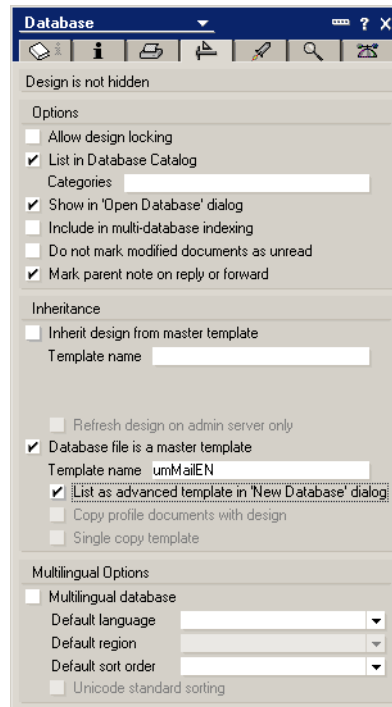 Database
Design is not hidden
Options
Allow design locking
List in Database Catalog
Categories
Show in 'Open Database' dialog
Include in multi-database indexing
Do not mark modified documents as unread
Mark parent note on reply or forward
Inheritance
Inherit design from master template
Template name
Refresh design on admin server only
Database file is a master template
Template name umMailEN
List as advanced template in 'New Database' dialog
Copy profile documents with design
Single copy template
Multilingual Options
Multilingual database
Default language
Default region
Default sort order
Unicode standard sorting